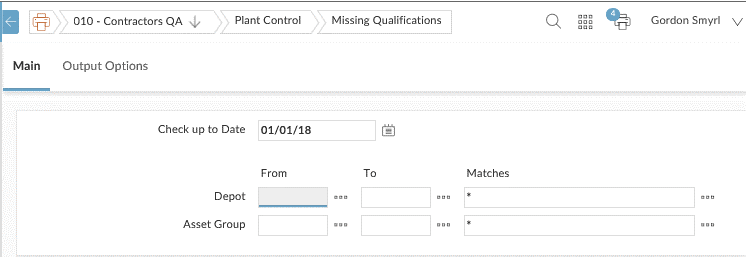 010 - Contractors QA Plant Control Missing Qualifications 4 Gordon Smyrl
Main Output Options
Check up to Date 01/01/18
From To Matches
Depot *
Asset Group *